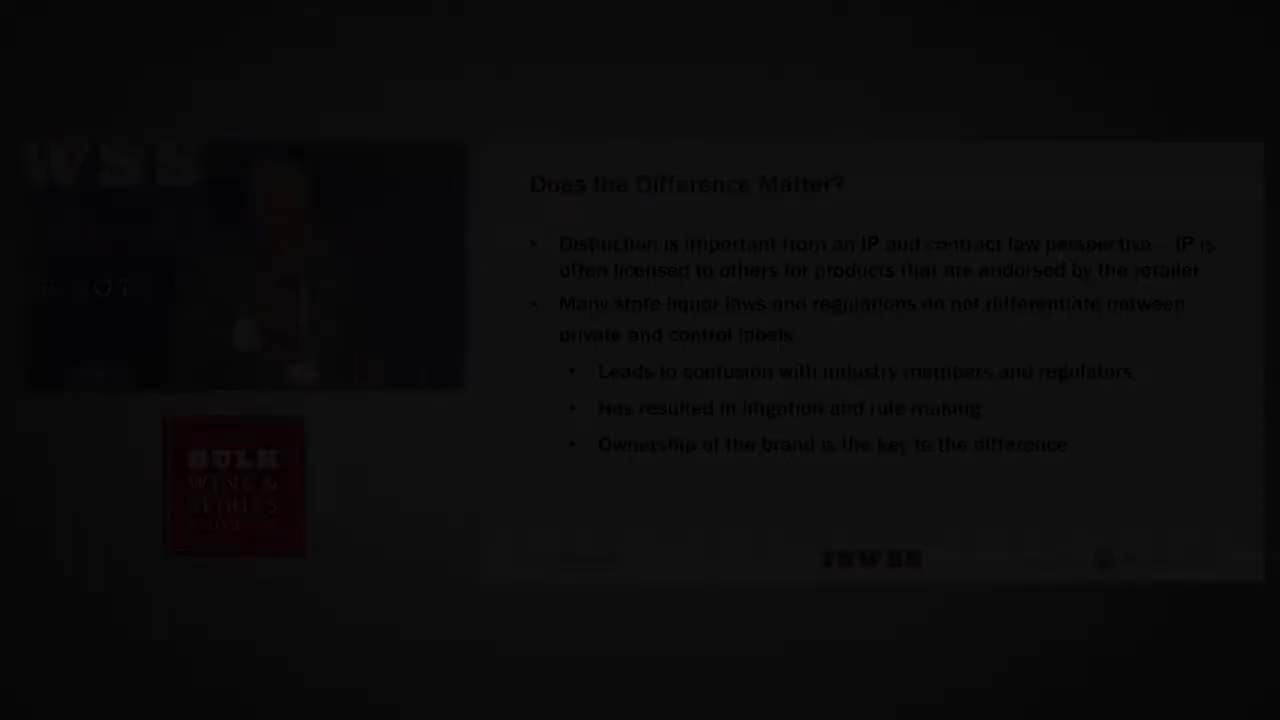 WSS
Does the Difference Matter?
• Distinction is important from an IP and contract law perspective – IP is
often licensed to others for products that are endorsed by the retailer
• Many state liquor laws and regulations do not differentiate between
private and control labels
• Leads to confusion with industry members and regulators
• Has resulted in litigation and rule making
• Ownership of the brand is the key to the difference
BULK
WINE &
SPIRITS
IBWSS